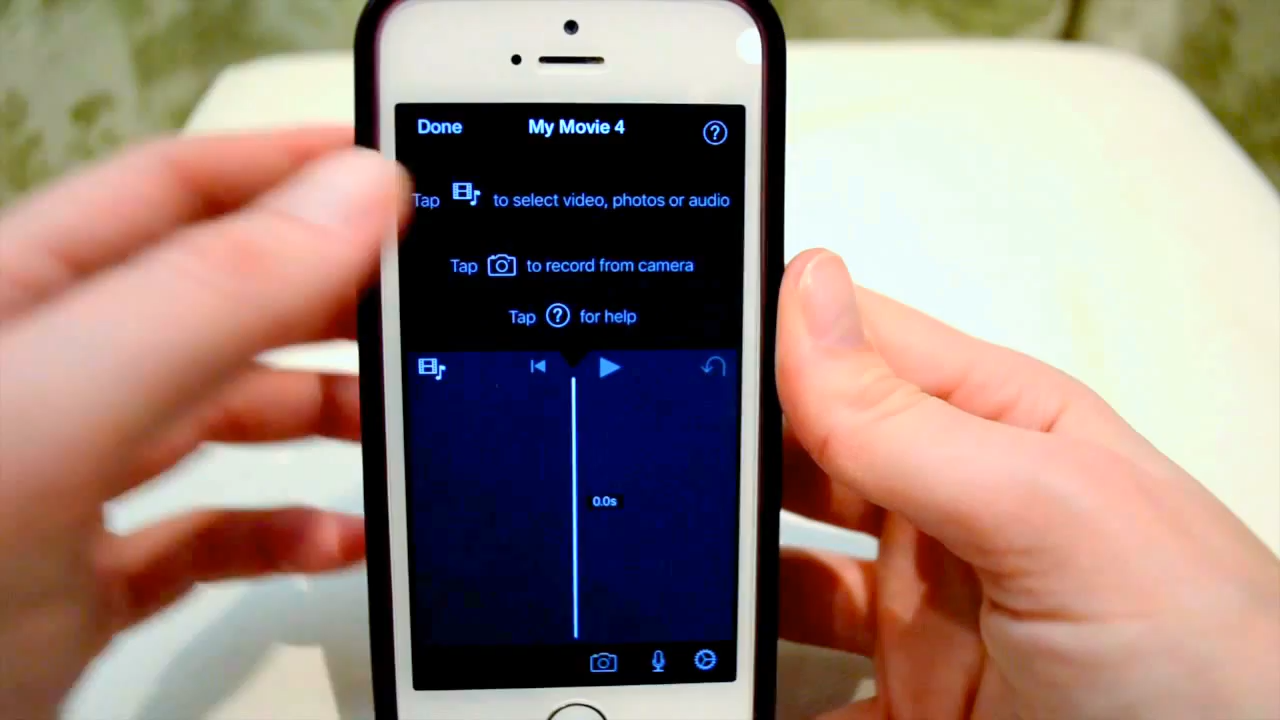 Done My Movie 4 ?
Tap to select video, photos or audio
Tap to record from camera
Tap ? for help
0.0s